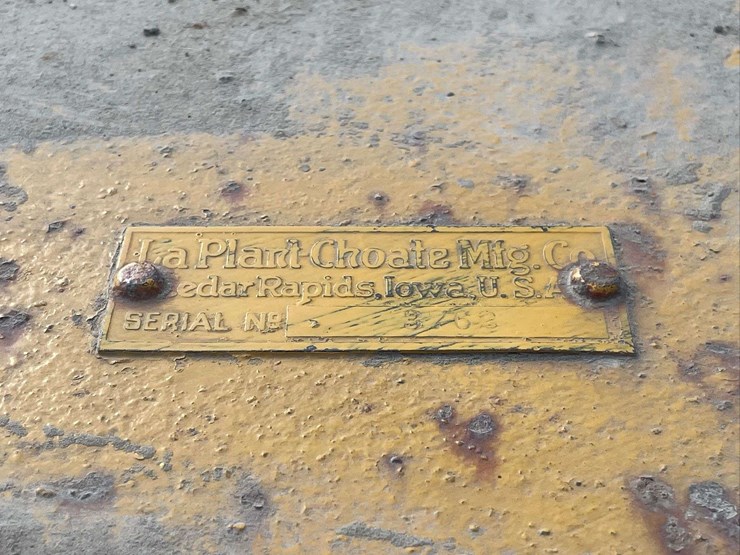 La Plant-Choate Mfg. Co.
Cedar Rapids, Iowa, U. S. A.
SERIAL Nº